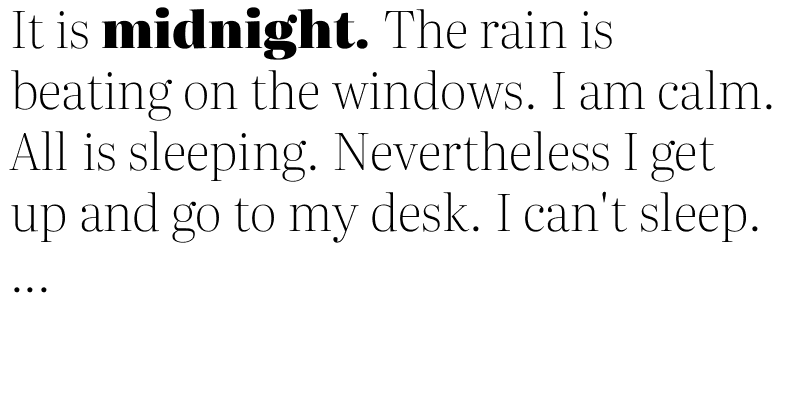 It is midnight. The rain is
beating on the windows. I am calm.
All is sleeping. Nevertheless I get
up and go to my desk. I can't sleep.
...